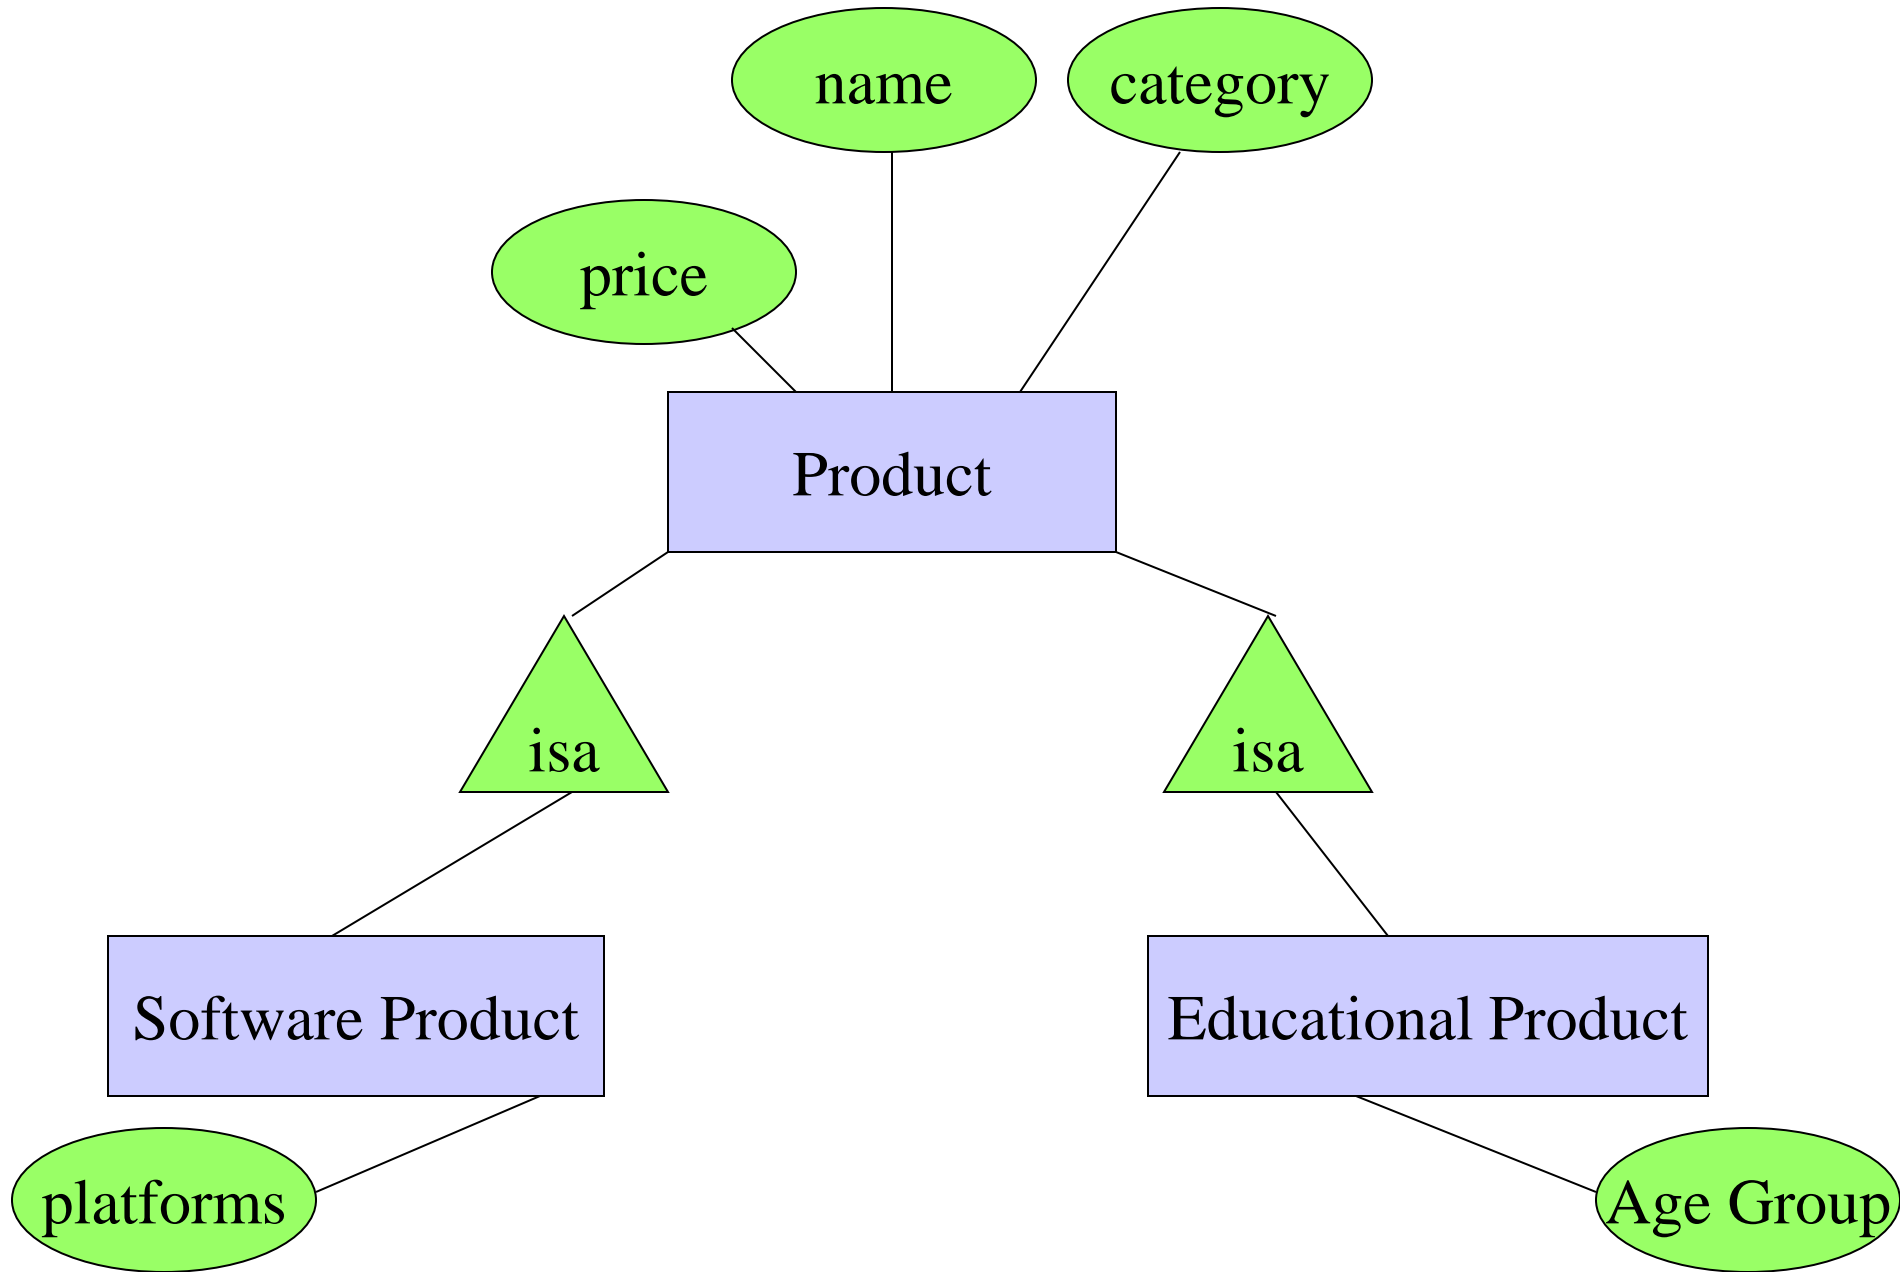 name
category
price
Product
isa
isa
Software Product
Educational Product
platforms
Age Group